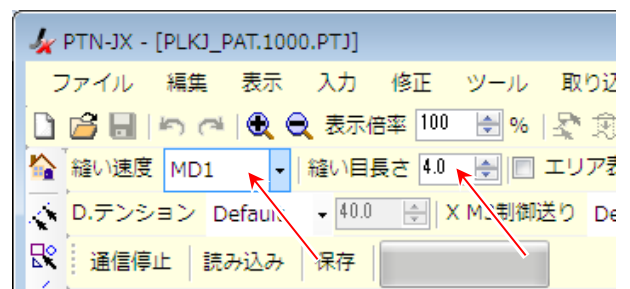 PTN-JX - [PLKJ_PAT.1000.PTJ]
ファイル 編集 表示 入力 修正 ツール 取り込
表示倍率 100 %
縫い速度 MD1 縫い目長さ 4.0 エリア表
D.テンション Default 40.0 X M3制御送り De
通信停止 読み込み 保存